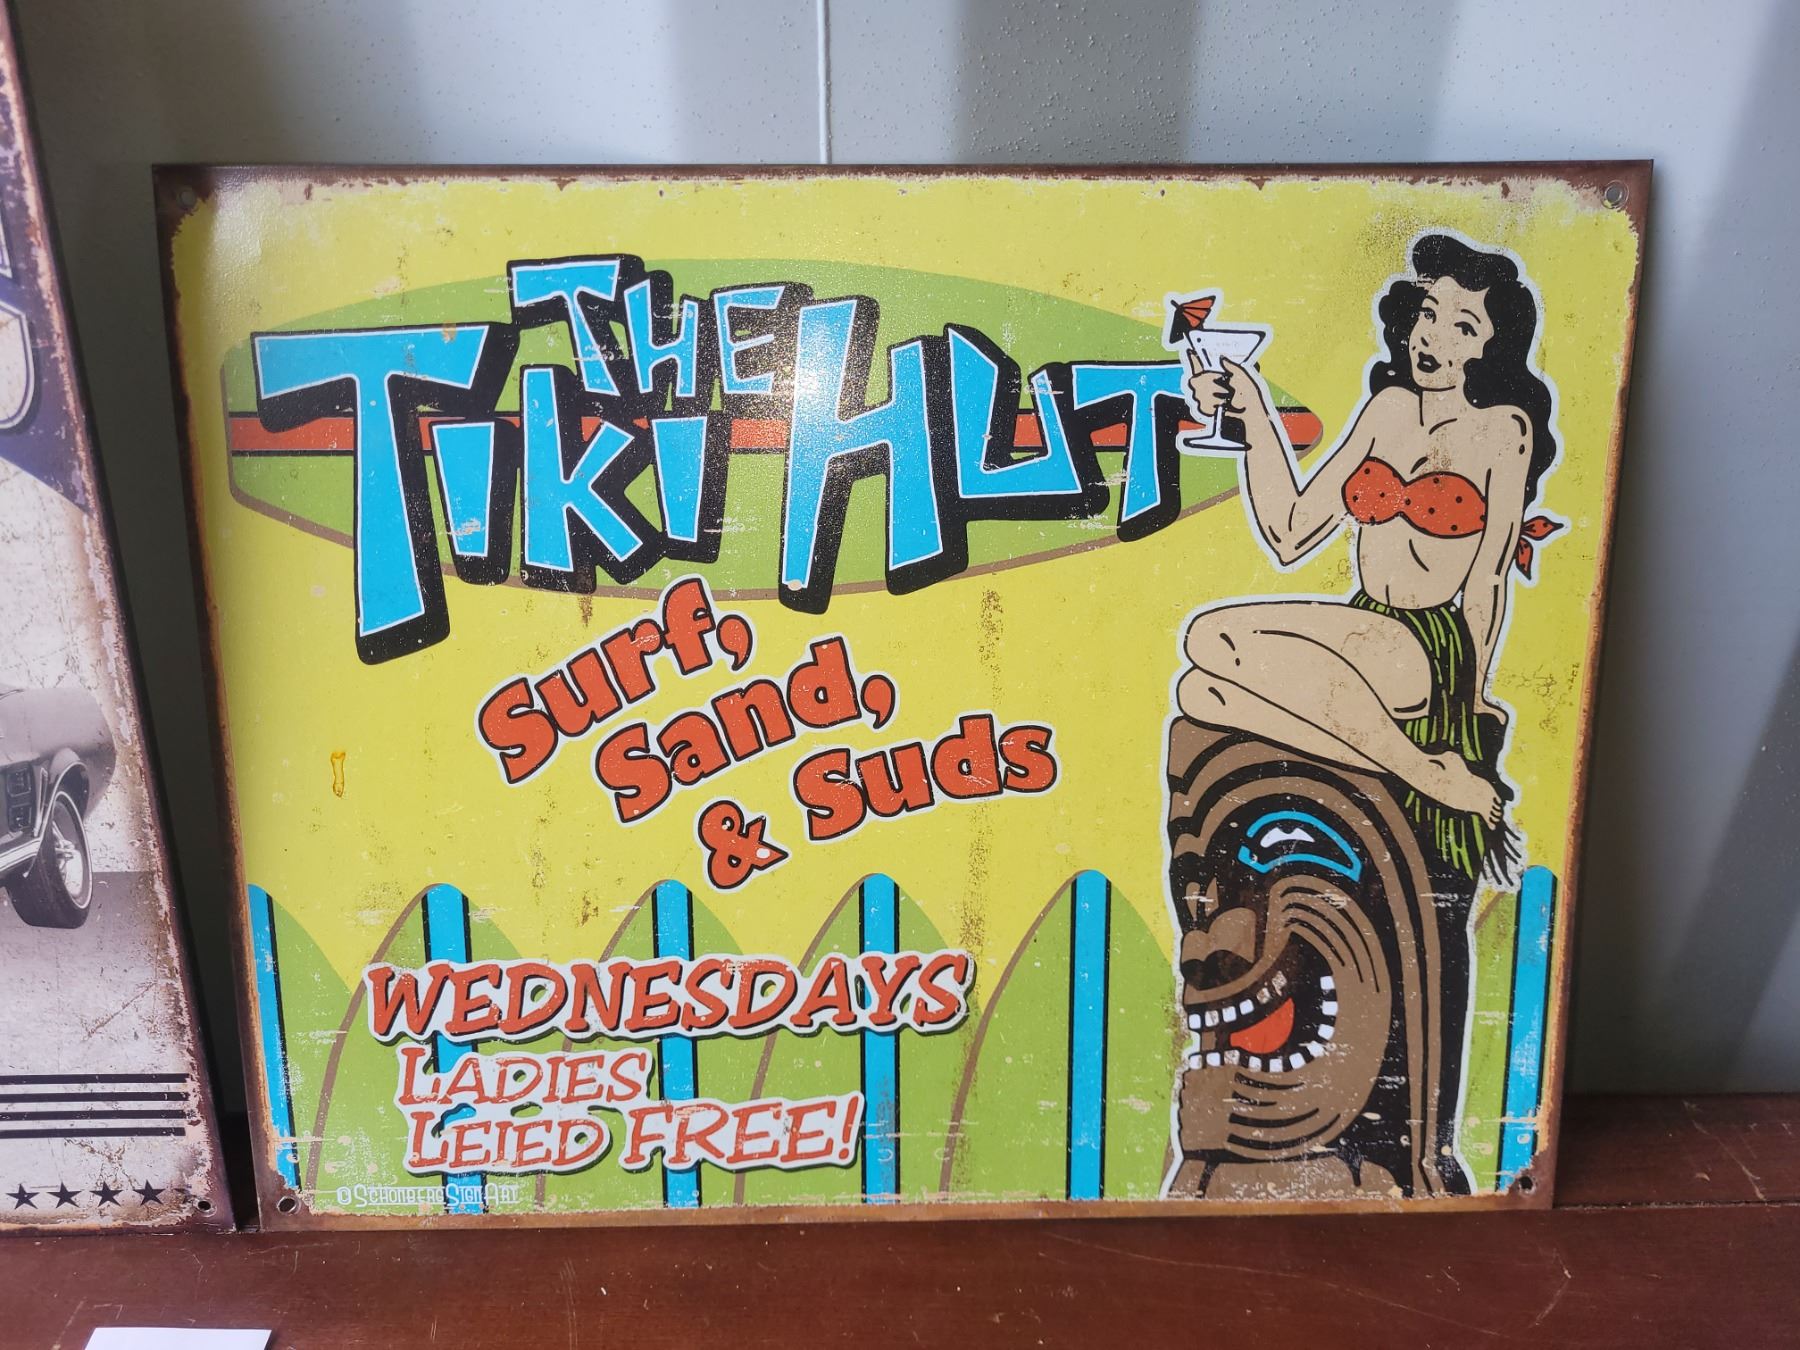 THE
TIKI HUT
Surf,
Sand,
& Suds
WEDNESDAYS
LADIES
LEIED FREE!
© SCHONBERG SIGN ART